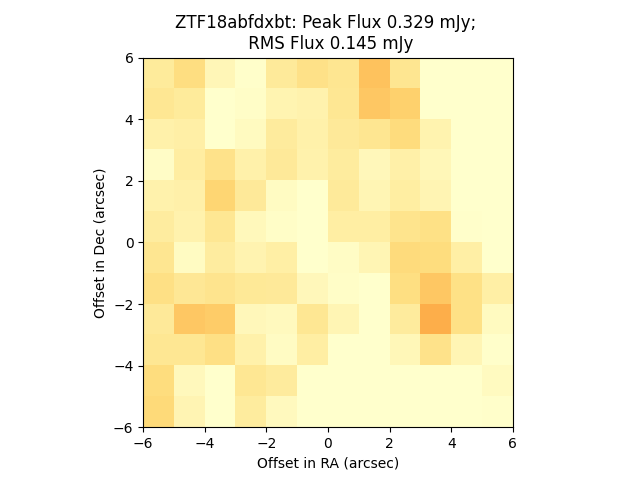 ZTF18abfdxbt: Peak Flux 0.329 mJy;
RMS Flux 0.145 mJy
6
4
2
0
−2
−4
−6
Offset in Dec (arcsec)
−6 −4 −2 0 2 4 6
Offset in RA (arcsec)